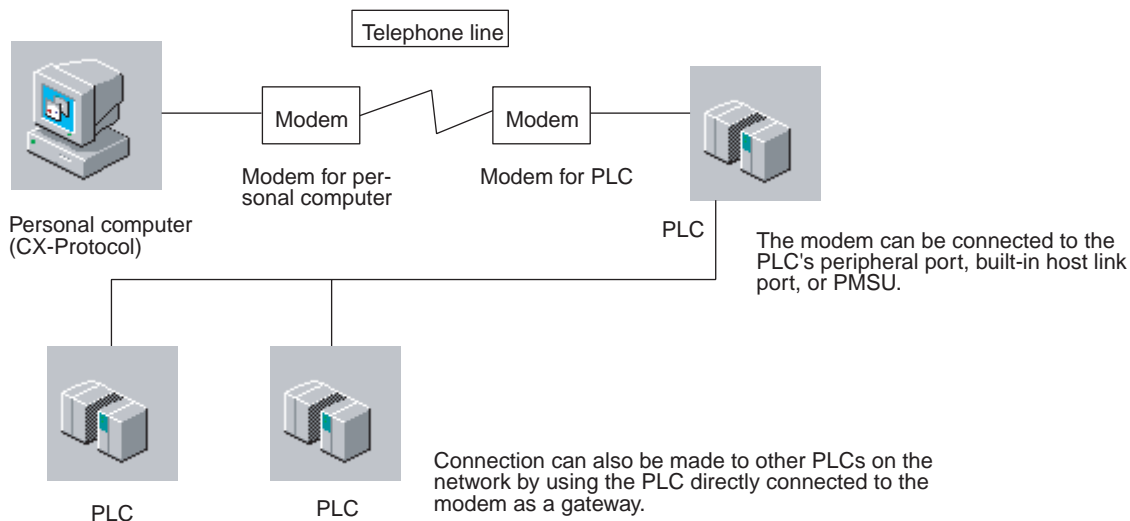 Telephone line
Modem
Modem
Modem for per-
sonal computer
Modem for PLC
Personal computer
(CX-Protocol)
PLC
The modem can be connected to the
PLC's peripheral port, built-in host link
port, or PMSU.
Connection can also be made to other PLCs on the
network by using the PLC directly connected to the
modem as a gateway.
PLC
PLC